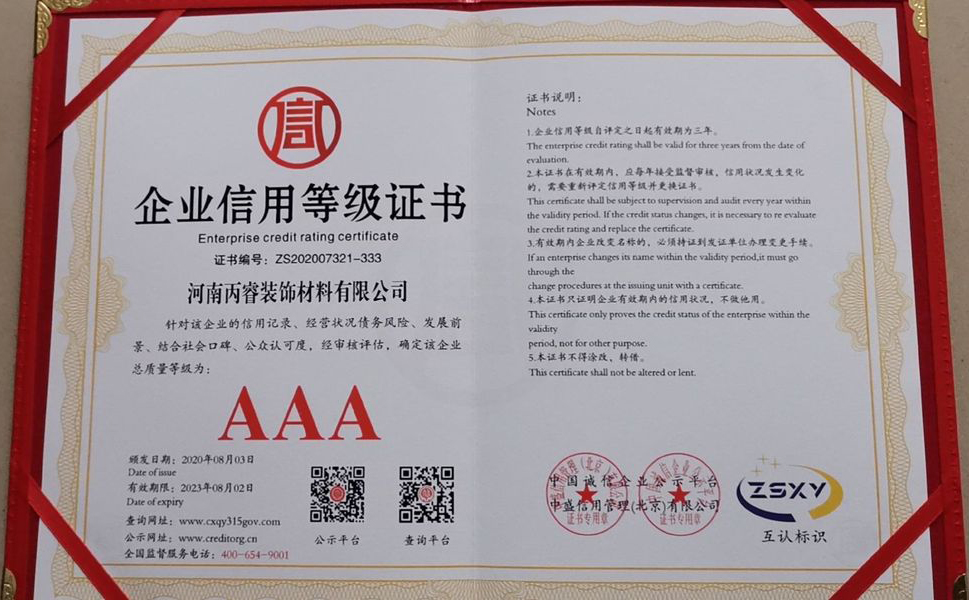 信
企业信用等级证书
Enterprise credit rating certificate
证书编号：ZS202007321-333
河南丙睿装饰材料有限公司
针对该企业的信用记录、经营状况债务风险、发展前
景、结合社会口碑、公众认可度，经审核评估，确定该企业
总质量等级为：
AAA
颁发日期：2020年08月03日
Date of issue
有效期限：2023年08月02日
Date of expiry
查询网址：www.cxqy315gov.com
公示网址：www.creditorg.cn
全国监督服务电话：400-654-9001
公示平台
查询平台
证书说明：
Notes
1.企业信用等级自评定之日起有效期为三年。
The enterprise credit rating shall be valid for three years from the date of
evaluation.
2.本证书在有效期内，应每年接受监督审核，信用状况发生变化
的，需要重新评定信用等级并更换证书。
This certificate shall be subject to supervision and audit every year within
the validity period. If the credit status changes, it is necessary to re evaluate
the credit rating and replace the certificate.
3.有效期内企业改变名称的，必须持证到发证单位办理变更手续。
If an enterprise changes its name within the validity period,it must go
through the
change procedures at the issuing unit with a certificate.
4.本证书只证明企业有效期内的信用状况，不做他用。
This certificate only proves the credit status of the enterprise within the
validity
period, not for other purpose.
5.本证书不得涂改、转借。
This certificate shall not be altered or lent.
中国诚信企业公示平台
中盛信用管理(北京)有限公司
证书专用章
证书专用章
ZSXY
互认标识